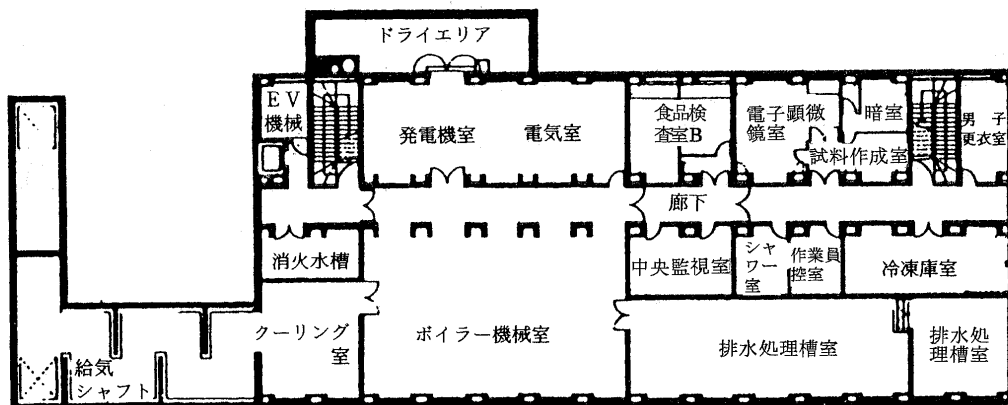 ドライエリア
EV
機械
発電機室
電気室
食品検
査室B
電子顕微
鏡室
暗室
試料作成室
男子
更衣室
廊下
消火水槽
中央監視室
シャ
ワー
室
作業員
控室
冷凍庫室
クーリング
室
ボイラー機械室
排水処理槽室
排水処
理槽室
給気
シャフト